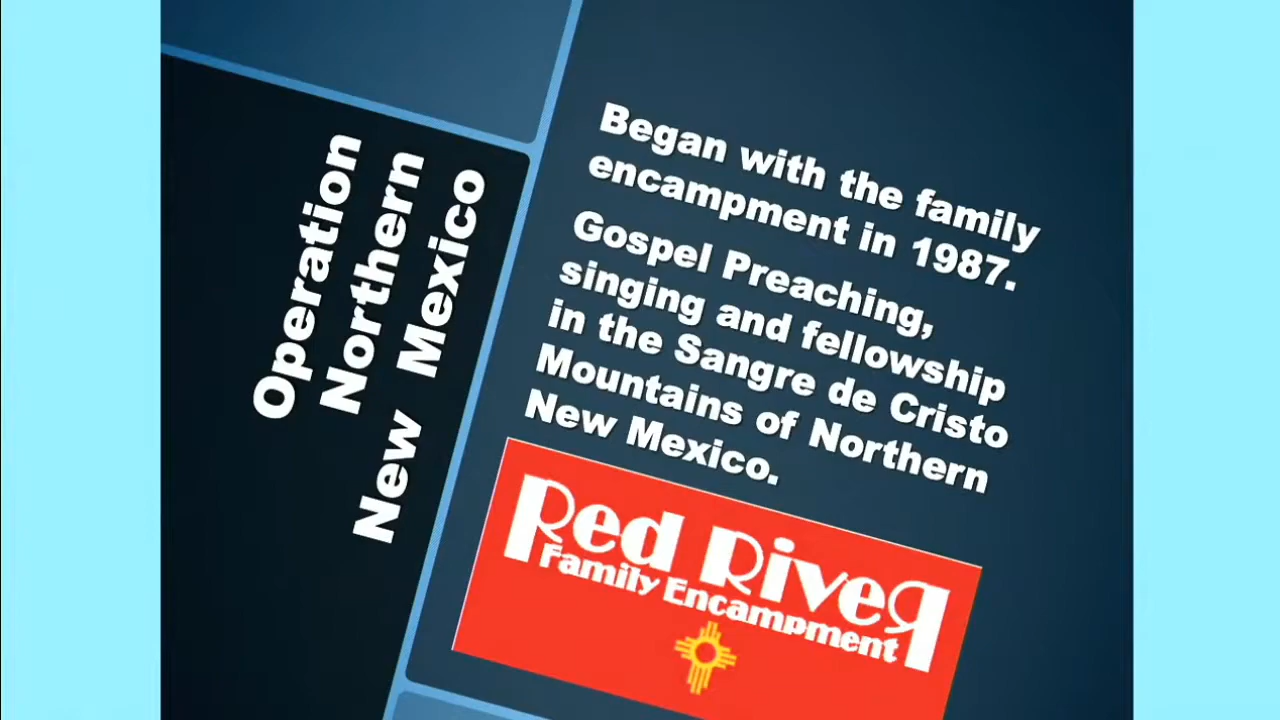 Operation
Northern
New Mexico
Began with the family
encampment in 1987.
Gospel Preaching,
singing and fellowship
in the Sangre de Cristo
Mountains of Northern
New Mexico.
Red River
Family Encampment